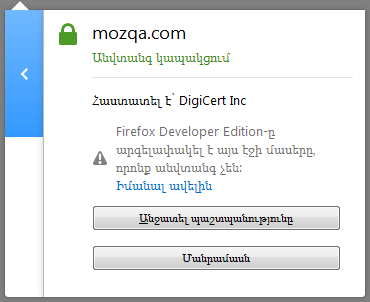 mozqa.com
Անվտանգ կապակցում
Հաստատել է՝ DigiCert Inc
Firefox Developer Edition-ը
արգելափակել է այս էջի մասերը,
որոնք անվտանգ չեն:
Իմանալ ավելին
Անջատել պաշտպանությունը
Մանրամասն